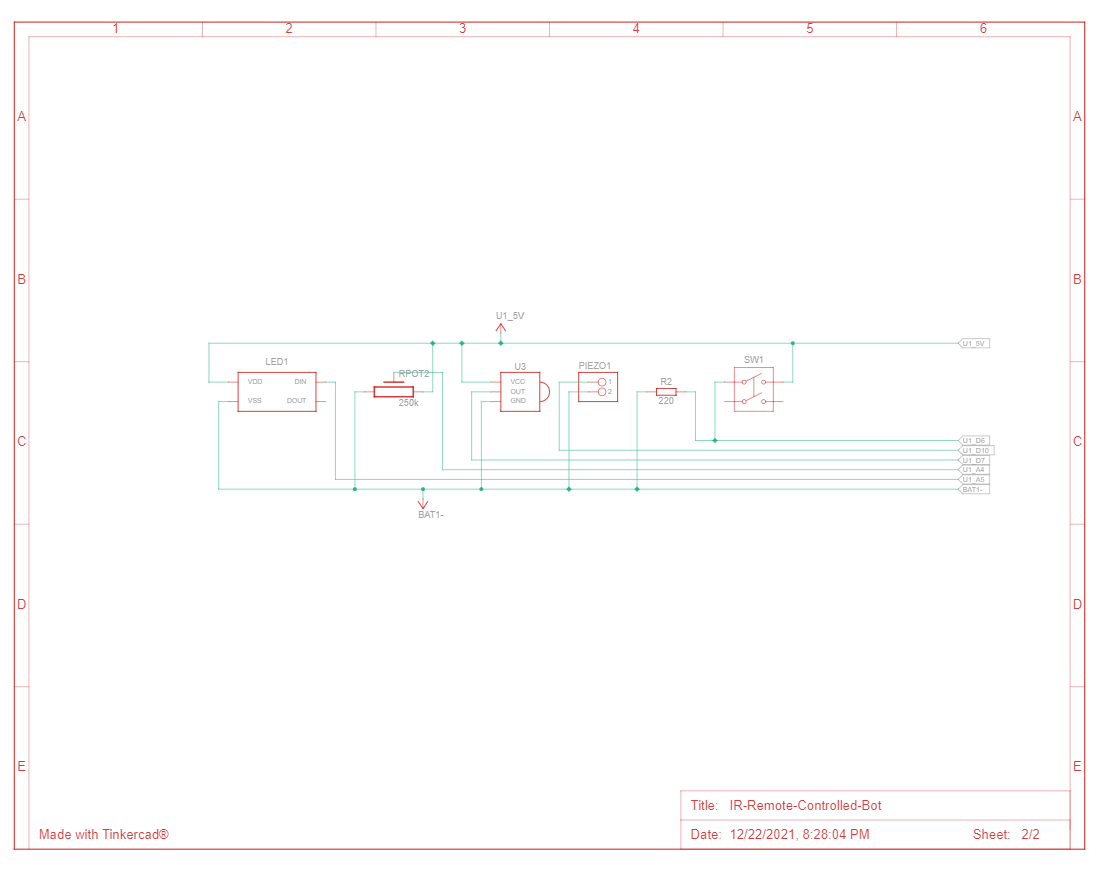 1 2 3 4 5 6
A A
B B
U1_5V
U1_5V
LED1 U3 PIEZO1 SW1
RPOT2 R2
VDD DIN VCC 1
OUT 2
VSS DOUT 250k GND 220
C C
U1_D6
U1_D10
U1_D7
U1_A4
U1_A5
BAT1-
BAT1-
D D
E E
Title: IR-Remote-Controlled-Bot
Made with Tinkercad® Date: 12/22/2021, 8:28:04 PM Sheet: 2/2